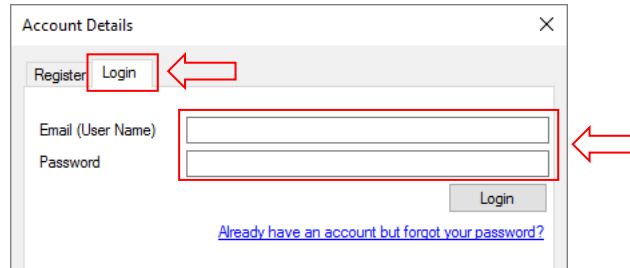 Account Details
Register Login
Email (User Name)
Password
Login
Already have an account but forgot your password?